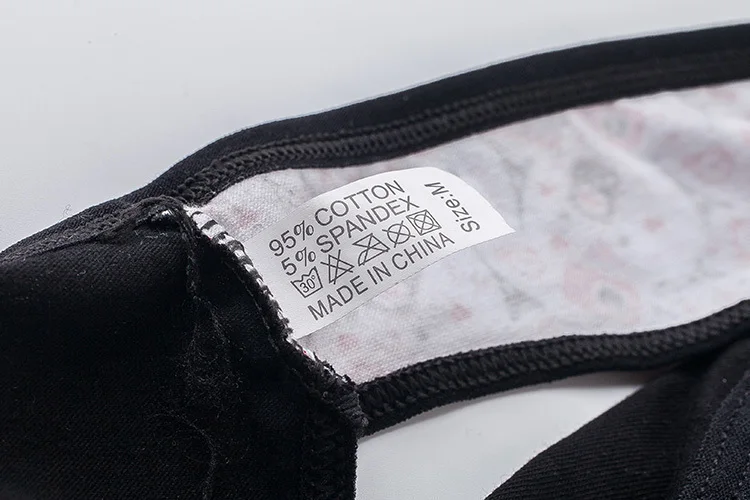 95% COTTON
5% SPANDEX
30°
MADE IN CHINA
Size:M